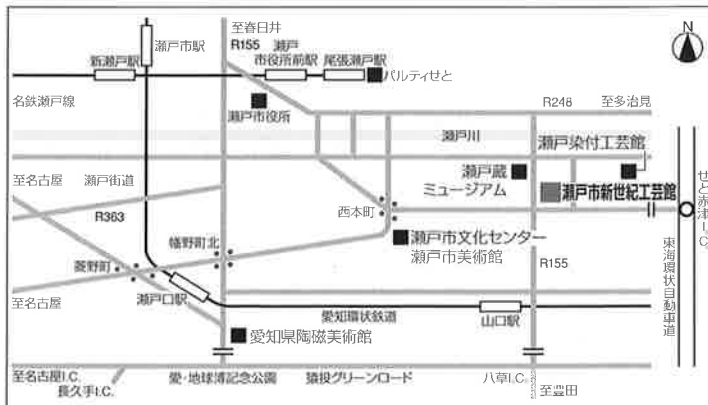 至春日井
N
R155
瀬戸市駅
瀬戸
市役所前駅
新瀬戸駅
尾張瀬戸駅
パルティせと
名鉄瀬戸線
瀬戸市役所
R248
至多治見
瀬戸川
瀬戸染付工芸館
至名古屋
瀬戸街道
瀬戸蔵
ミュージアム
瀬戸市新世紀工芸館
せと赤津I.C.
R363
西本町
幡野町北
瀬戸市文化センター
瀬戸市美術館
菱野町
R155
東海環状自動車道
至名古屋
瀬戸口駅
愛知環状鉄道
山口駅
愛知県陶磁美術館
至名古屋I.C.
長久手I.C.
愛・地球博記念公園
猿投グリーンロード
八草I.C.
至豊田